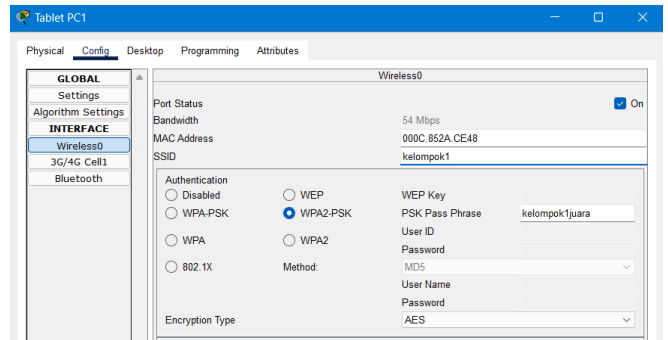 Tablet PC1
Physical Config Desktop Programming Attributes
GLOBAL
Settings
Algorithm Settings
INTERFACE
Wireless0
3G/4G Cell1
Bluetooth
Wireless0
Port Status On
Bandwidth 54 Mbps
MAC Address 000C.852A.CE48
SSID kelompok1
Authentication
Disabled WEP WEP Key
WPA-PSK WPA2-PSK PSK Pass Phrase kelompok1juara
User ID
WPA WPA2
Password
802.1X Method: MD5
User Name
Password
Encryption Type AES